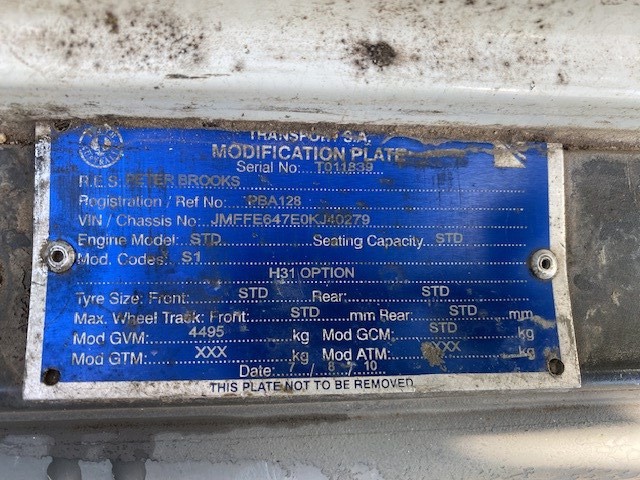 TRANSPORT S.A.
MODIFICATION PLATE
Serial No: T011839
R.E.S. PETER BROOKS
Registration / Ref No: PBA128
VIN / Chassis No: JMFFE647E0KJ40279
Engine Model: STD Seating Capacity STD
Mod. Codes: S1
H31 OPTION
Tyre Size: Front: STD Rear: STD
Max. Wheel Track: Front: STD mm Rear: STD mm
Mod GVM: 4495 kg Mod GCM: STD kg
Mod GTM: XXX kg Mod ATM: XXX kg
Date: 7 / 8 / 10
THIS PLATE NOT TO BE REMOVED